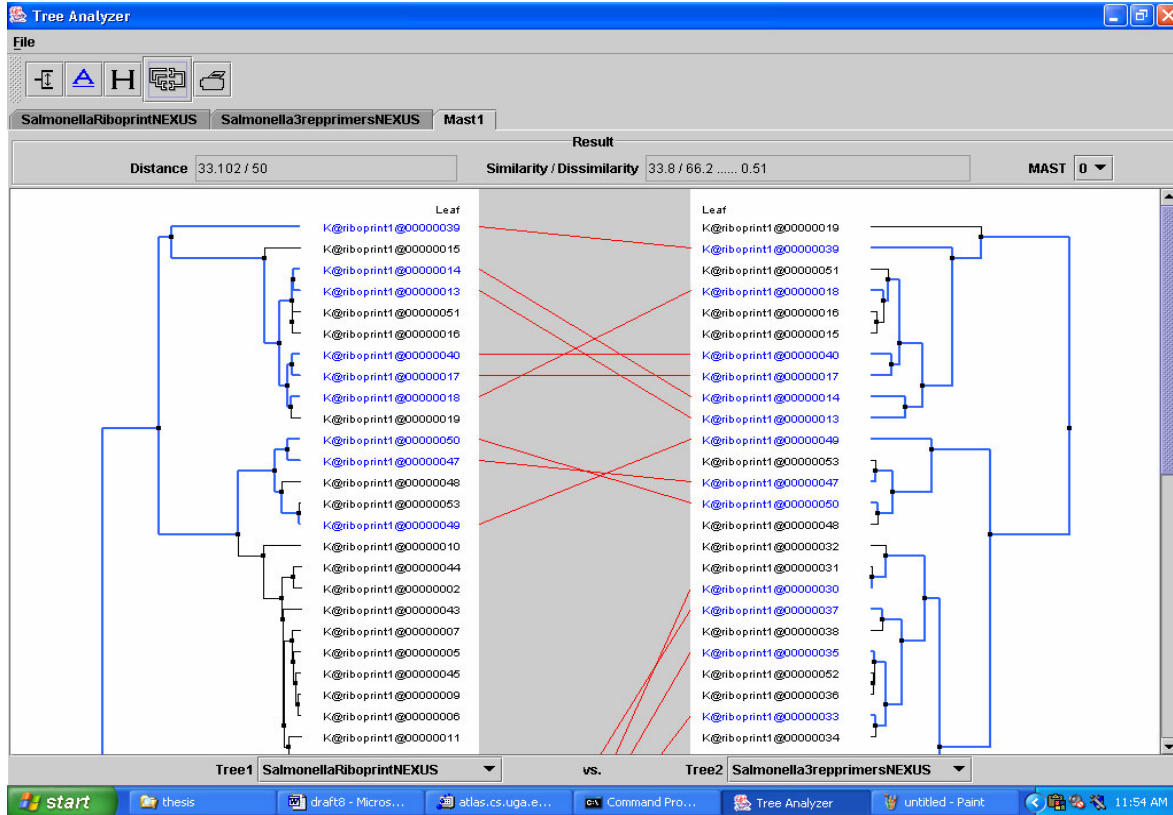 Tree Analyzer
File
A H
SalmonellaRiboprintNEXUS Salmonella3repprimersNEXUS Mast1
Result
Distance 33.102 / 50 Similarity / Dissimilarity 33.8 / 66.2 ...... 0.51 MAST 0
Leaf Leaf
K@riboprint1@00000039 K@riboprint1@00000019
K@riboprint1@00000015 K@riboprint1@00000039
K@riboprint1@00000014 K@riboprint1@00000051
K@riboprint1@00000013 K@riboprint1@00000018
K@riboprint1@00000051 K@riboprint1@00000016
K@riboprint1@00000016 K@riboprint1@00000015
K@riboprint1@00000040 K@riboprint1@00000040
K@riboprint1@00000017 K@riboprint1@00000017
K@riboprint1@00000018 K@riboprint1@00000014
K@riboprint1@00000019 K@riboprint1@00000013
K@riboprint1@00000050 K@riboprint1@00000049
K@riboprint1@00000047 K@riboprint1@00000053
K@riboprint1@00000048 K@riboprint1@00000047
K@riboprint1@00000053 K@riboprint1@00000050
K@riboprint1@00000049 K@riboprint1@00000048
K@riboprint1@00000010 K@riboprint1@00000032
K@riboprint1@00000044 K@riboprint1@00000031
K@riboprint1@00000002 K@riboprint1@00000030
K@riboprint1@00000043 K@riboprint1@00000037
K@riboprint1@00000007 K@riboprint1@00000038
K@riboprint1@00000005 K@riboprint1@00000035
K@riboprint1@00000045 K@riboprint1@00000052
K@riboprint1@00000009 K@riboprint1@00000036
K@riboprint1@00000006 K@riboprint1@00000033
K@riboprint1@00000011 K@riboprint1@00000034
Tree1 SalmonellaRiboprintNEXUS vs. Tree2 Salmonella3repprimersNEXUS
start thesis draft8 - Micros... atlas.cs.uga.e... Command Pro... Tree Analyzer untitled - Paint 11:54 AM